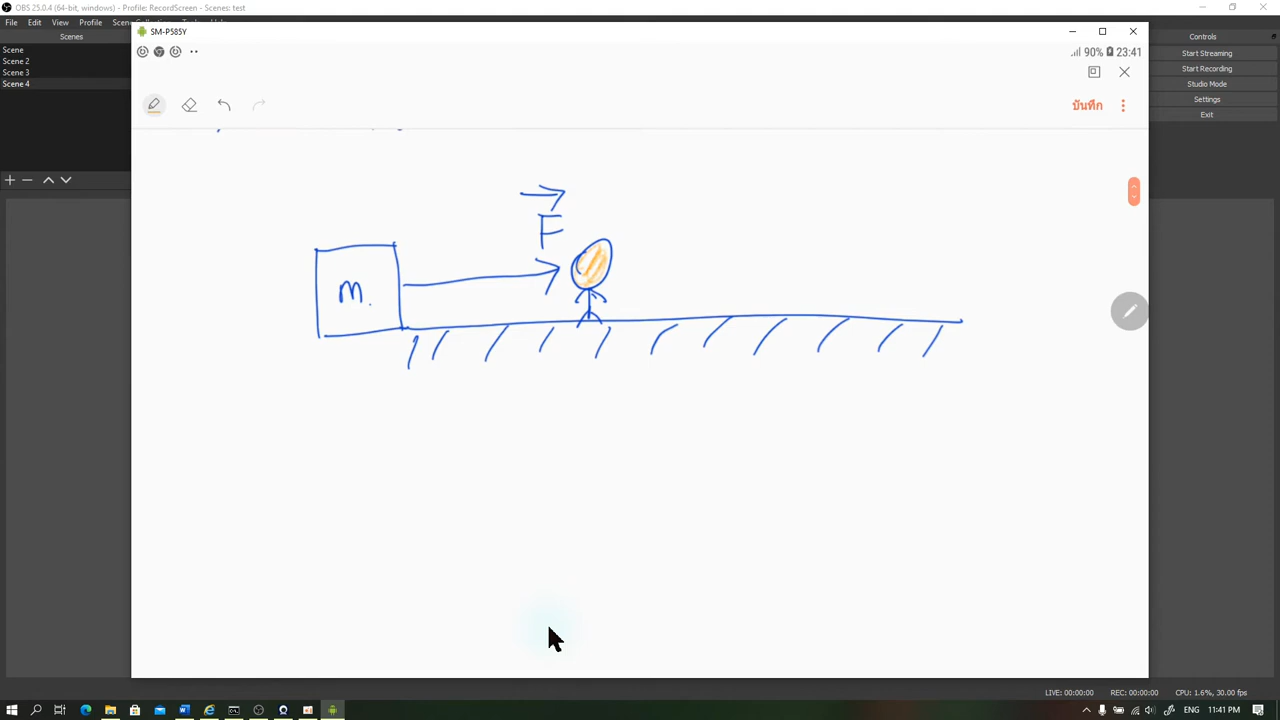 OBS 25.0.4 (64-bit, windows) - Profile: RecordScreen - Scenes: test
File Edit View Profile
Scenes
Controls
SM-P585Y
Scene
Scene 2
Scene 3
Scene 4
90% 23:41
Start Streaming
Start Recording
Studio Mode
Settings
Exit
บันทึก
F
m.
LIVE: 00:00:00 REC: 00:00:00 CPU: 1.6%, 30.00 fps
ENG 11:41 PM